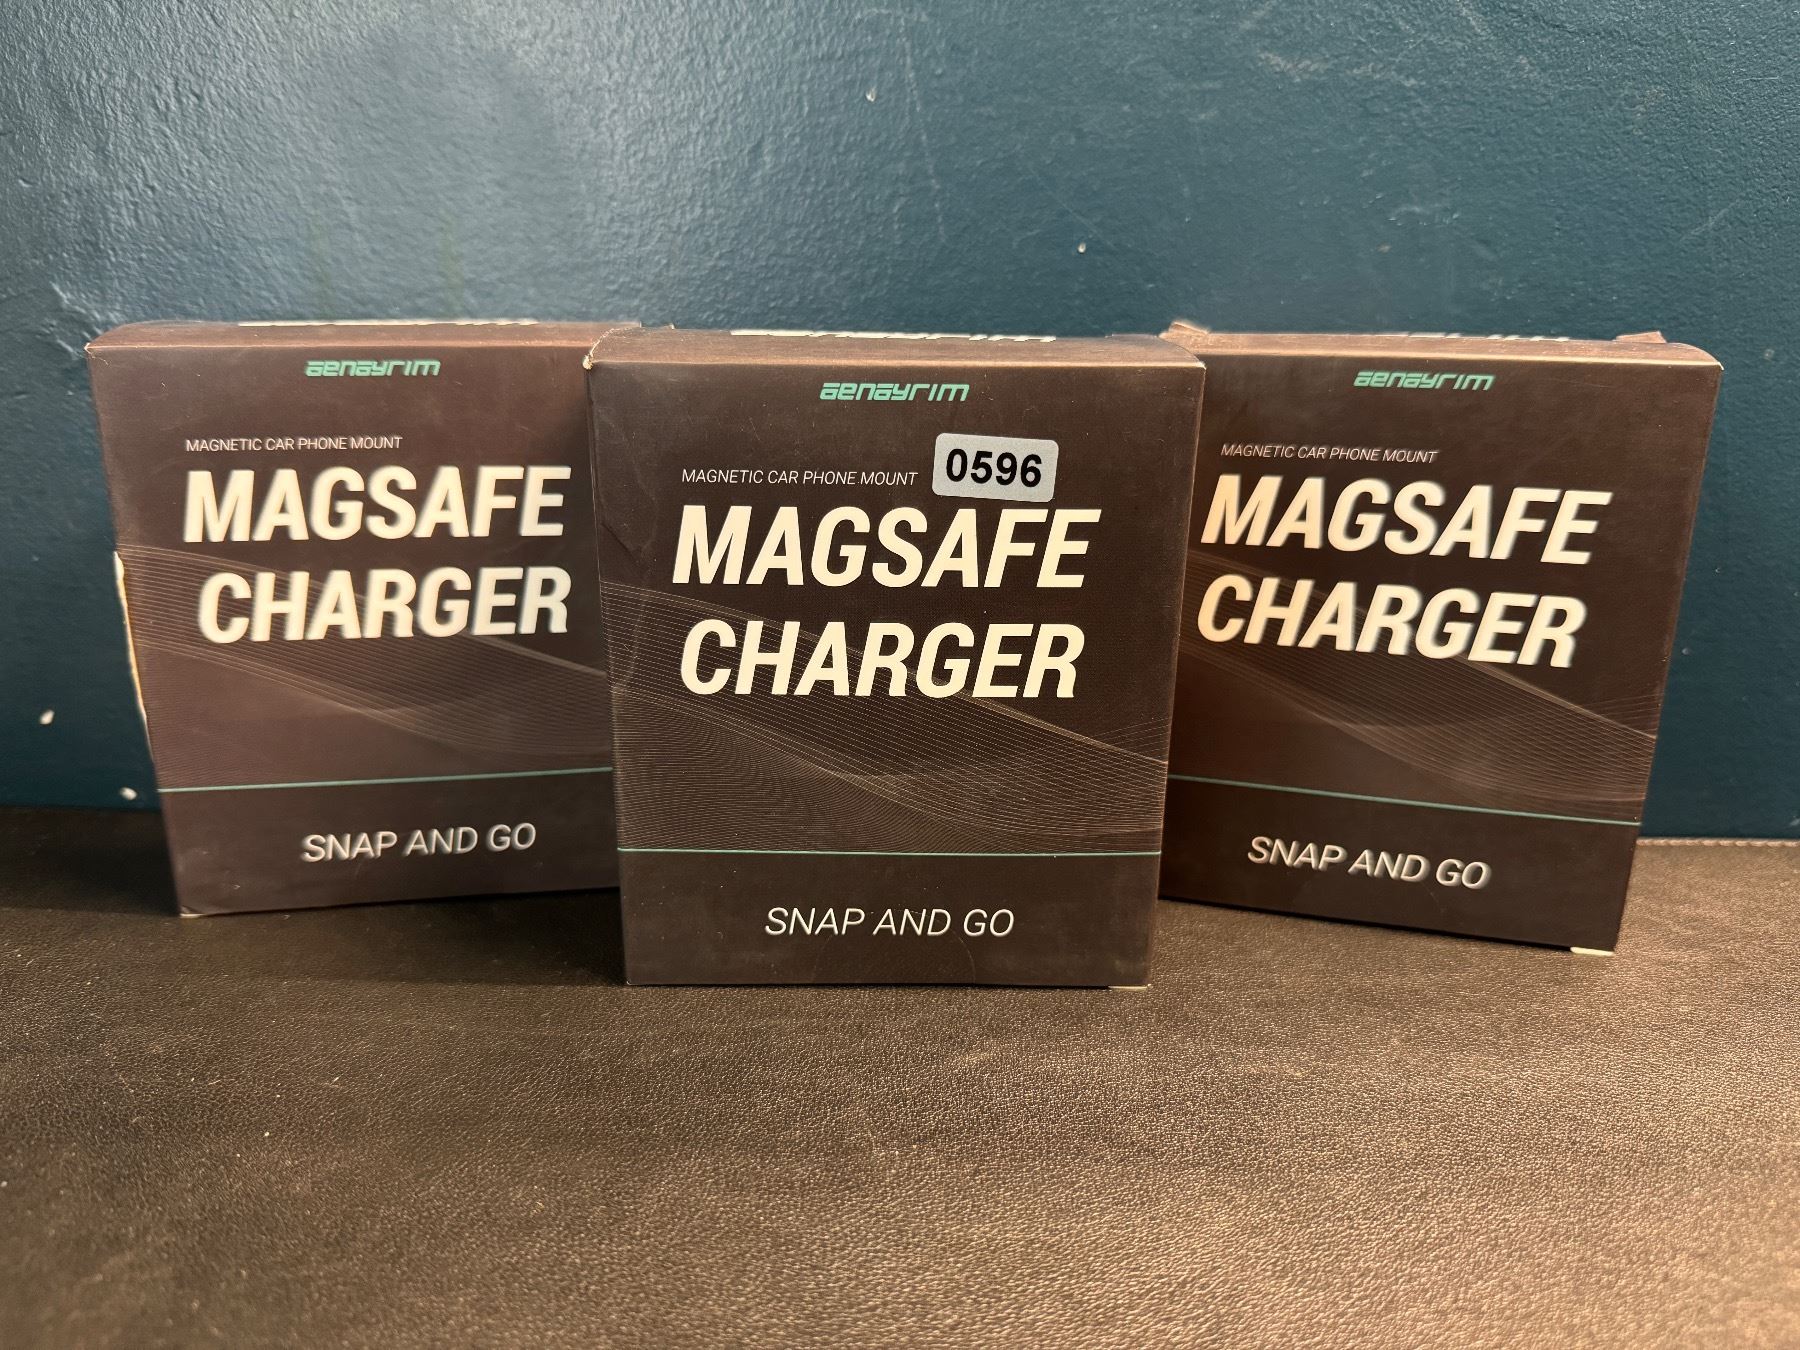 aenayrim
MAGNETIC CAR PHONE MOUNT
MAGSAFE
CHARGER
SNAP AND GO
aenayrim
MAGNETIC CAR PHONE MOUNT
0596
MAGSAFE
CHARGER
SNAP AND GO
aenayrim
MAGNETIC CAR PHONE MOUNT
MAGSAFE
CHARGER
SNAP AND GO